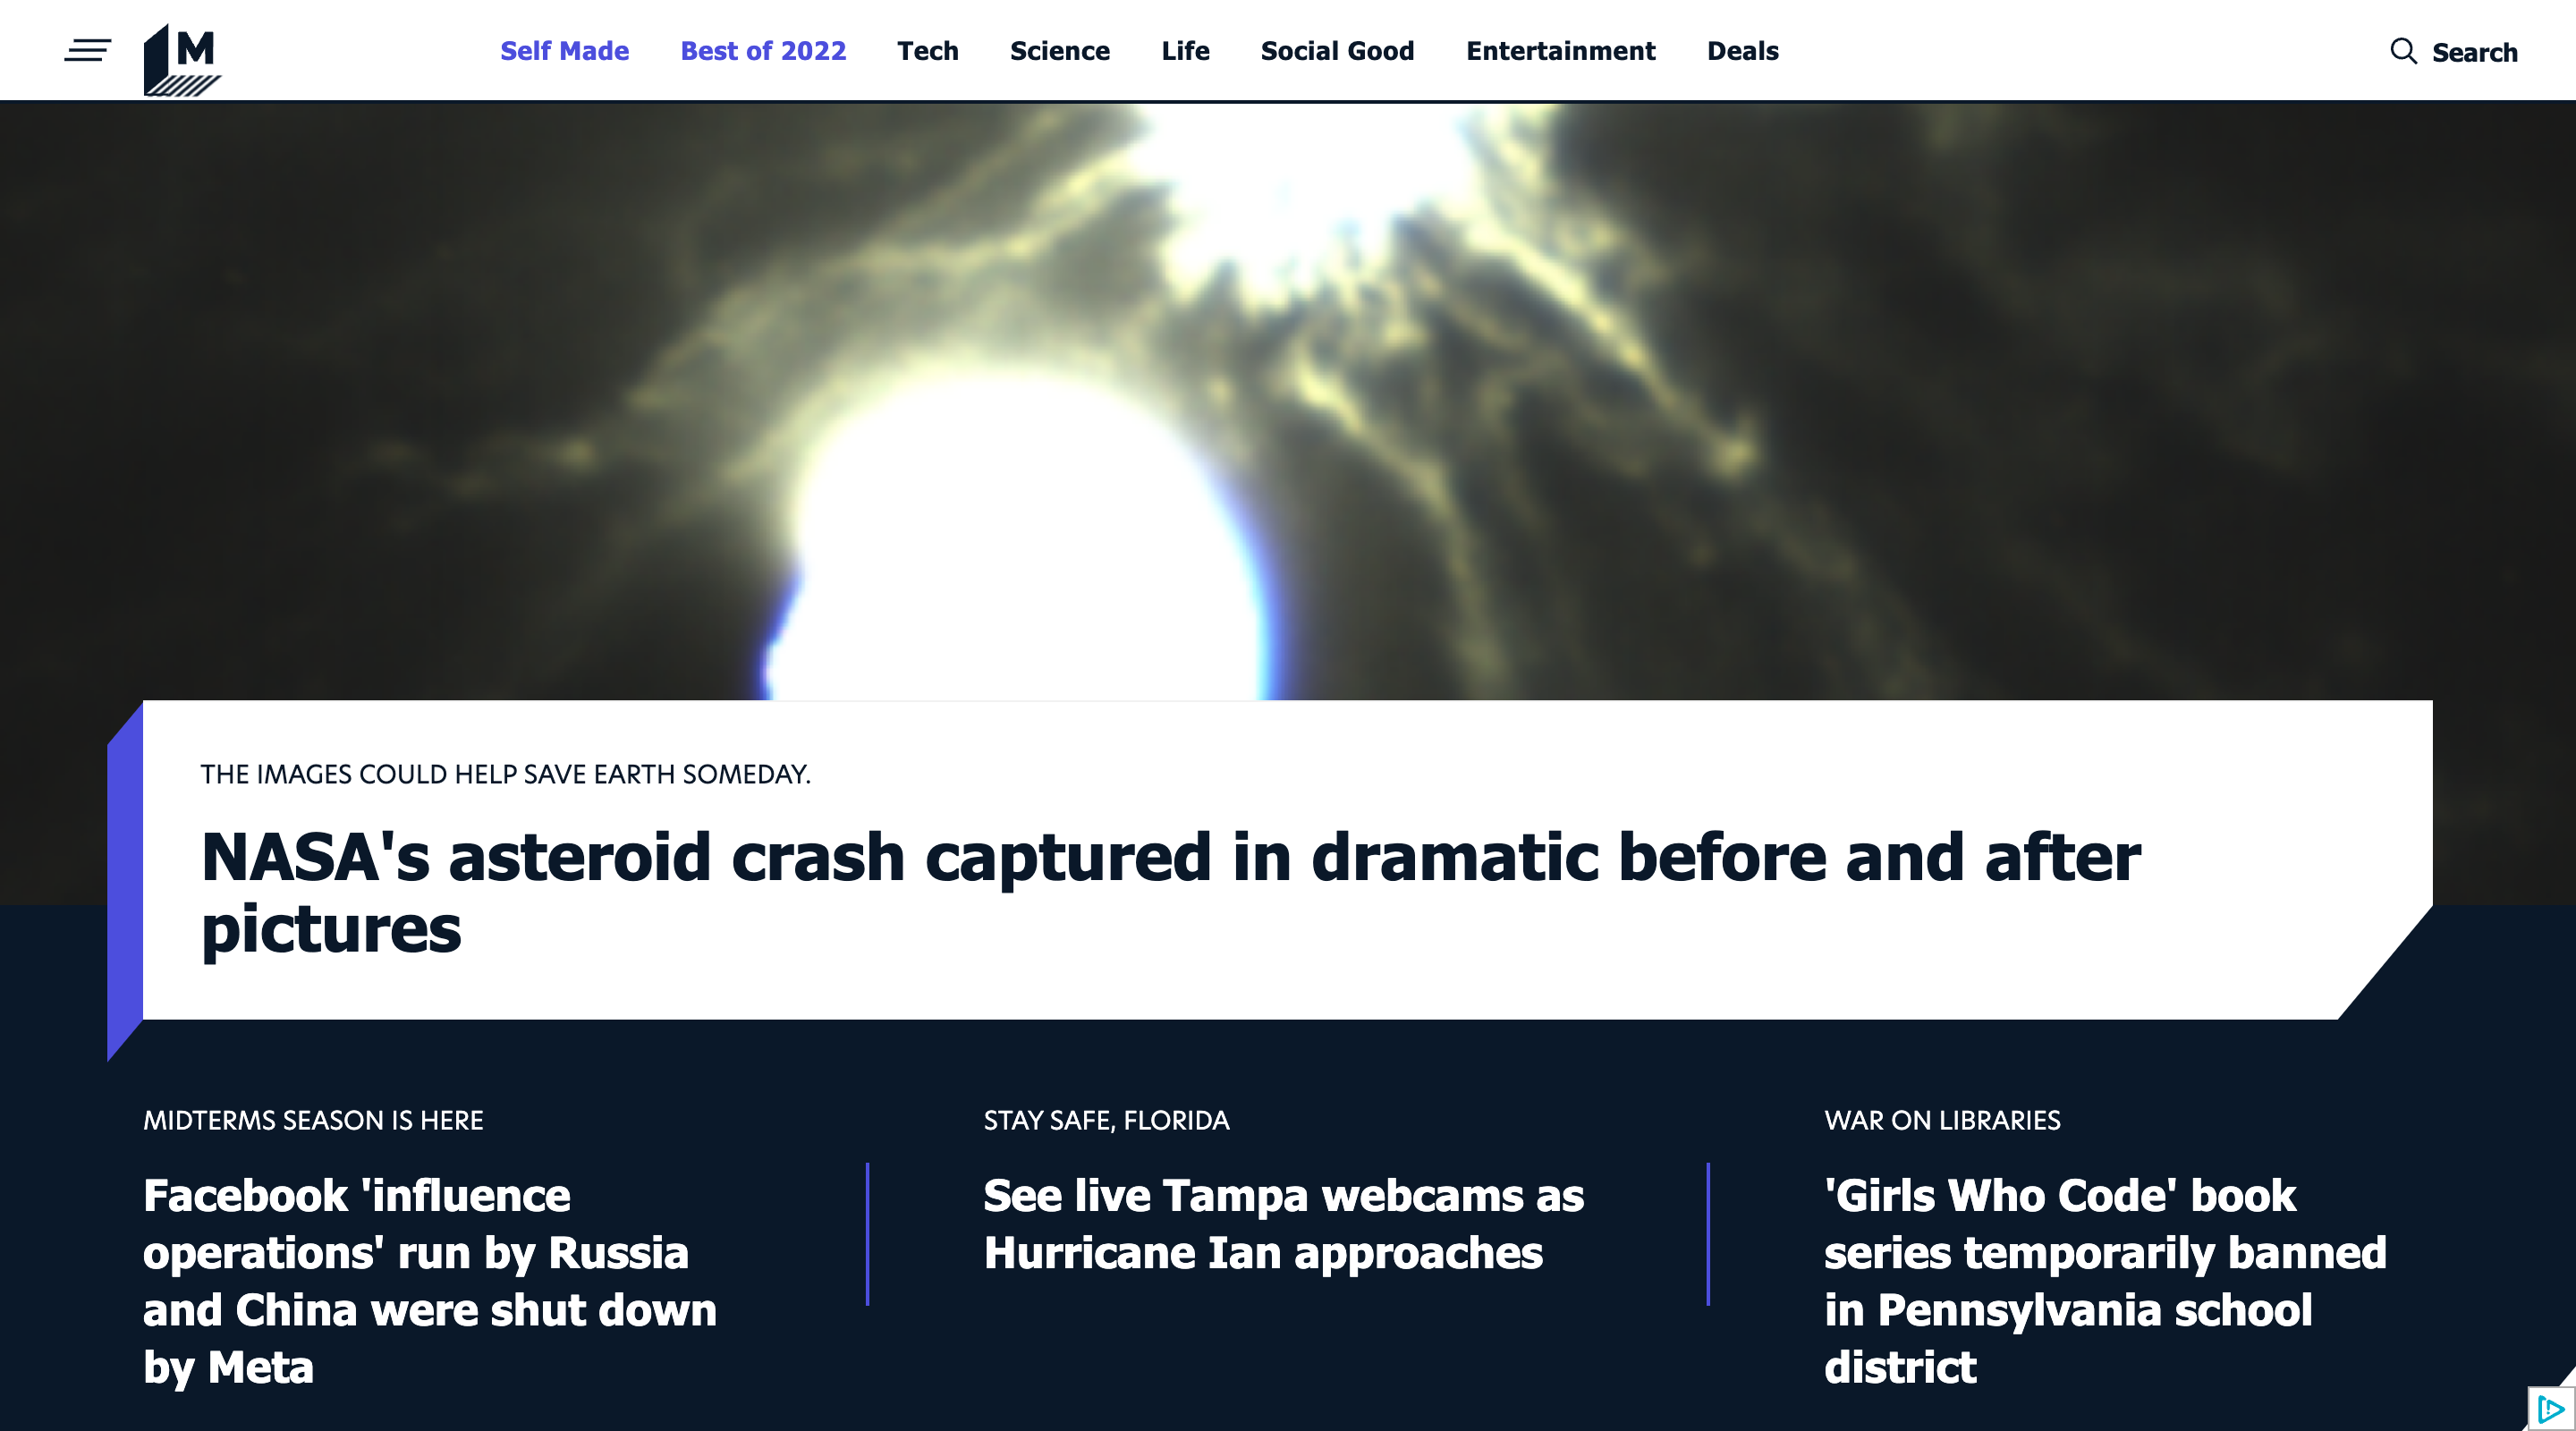 M
Self Made
Best of 2022
Tech
Science
Life
Social Good
Entertainment
Deals
Search
THE IMAGES COULD HELP SAVE EARTH SOMEDAY.
NASA's asteroid crash captured in dramatic before and after
pictures
MIDTERMS SEASON IS HERE
Facebook 'influence
operations' run by Russia
and China were shut down
by Meta
STAY SAFE, FLORIDA
See live Tampa webcams as
Hurricane Ian approaches
WAR ON LIBRARIES
'Girls Who Code' book
series temporarily banned
in Pennsylvania school
district